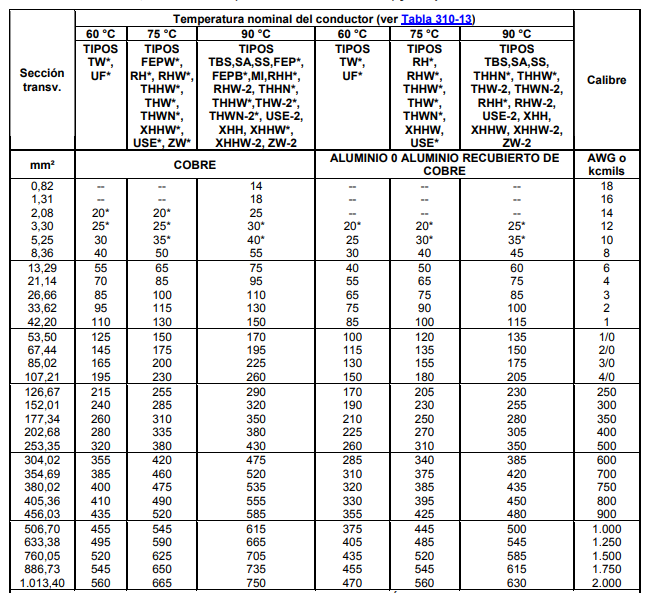 Temperatura nominal del conductor (ver Tabla 310-13)
Sección transv. 60 °C 75 °C 90 °C 60 °C 75 °C 90 °C Calibre
TIPOS TW*, UF*
TIPOS FEPW*, RH*, RHW*, THHW*, THW*, THWN*, XHHW*, USE*, ZW*
TIPOS TBS,SA,SS,FEP*, FEPB*,MI,RHH*, RHW-2, THHN*, THHW*,THW-2*, THWN-2*, USE-2, XHH, XHHW*, XHHW-2, ZW-2
TIPOS TW*, UF*
TIPOS RH*, RHW*, THHW*, THW*, THWN*, XHHW, USE*
TIPOS TBS,SA,SS, THHN*, THHW*, THW-2, THWN-2, RHH*, RHW-2, USE-2, XHH, XHHW, XHHW-2, ZW-2
mm² COBRE ALUMINIO 0 ALUMINIO RECUBIERTO DE COBRE AWG o kcmils
0,82 -- -- 14 -- -- -- 18
1,31 -- -- 18 -- -- -- 16
2,08 20* 20* 25 -- -- -- 14
3,30 25* 25* 30* 20* 20* 25* 12
5,25 30 35* 40* 25 30* 35* 10
8,36 40 50 55 30 40 45 8
13,29 55 65 75 40 50 60 6
21,14 70 85 95 55 65 75 4
26,66 85 100 110 65 75 85 3
33,62 95 115 130 75 90 100 2
42,20 110 130 150 85 100 115 1
53,50 125 150 170 100 120 135 1/0
67,44 145 175 195 115 135 150 2/0
85,02 165 200 225 130 155 175 3/0
107,21 195 230 260 150 180 205 4/0
126,67 215 255 290 170 205 230 250
152,01 240 285 320 190 230 255 300
177,34 260 310 350 210 250 280 350
202,68 280 335 380 225 270 305 400
253,35 320 380 430 260 310 350 500
304,02 355 420 475 285 340 385 600
354,69 385 460 520 310 375 420 700
380,02 400 475 535 320 385 435 750
405,36 410 490 555 330 395 450 800
456,03 435 520 585 355 425 480 900
506,70 455 545 615 375 445 500 1.000
633,38 495 590 665 405 485 545 1.250
760,05 520 625 705 435 520 585 1.500
886,73 545 650 735 455 545 615 1.750
1.013,40 560 665 750 470 560 630 2.000